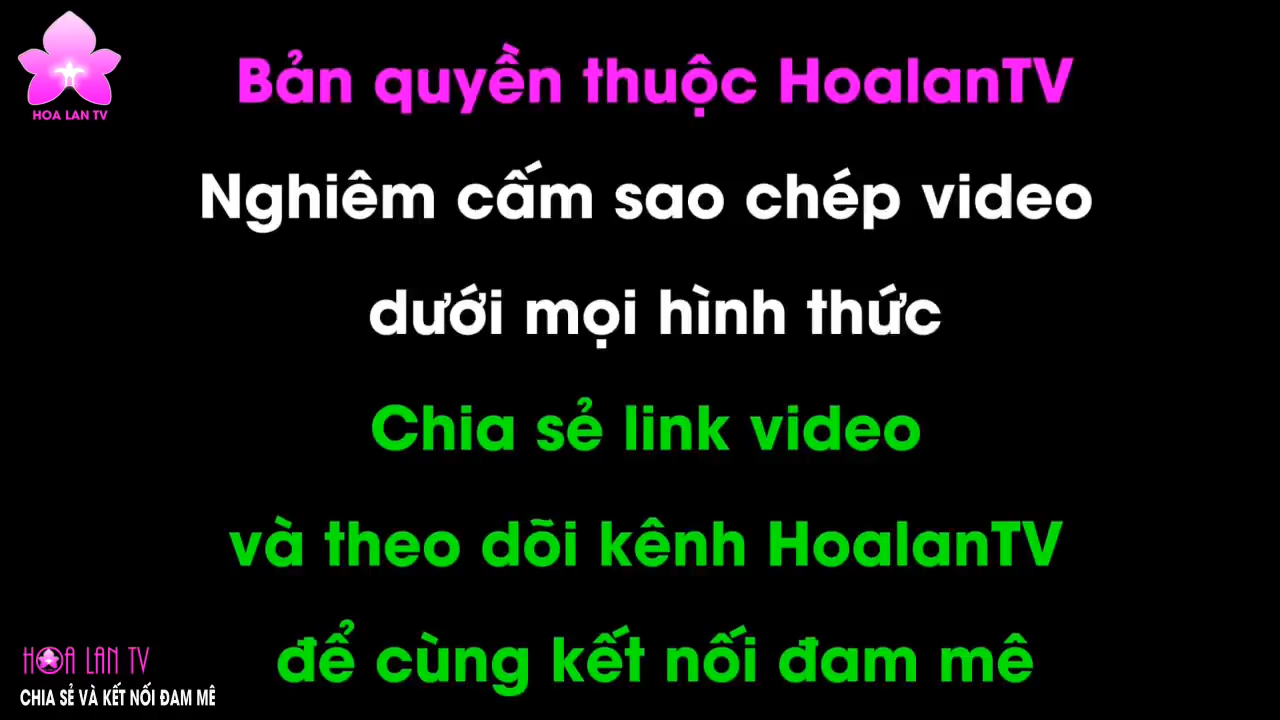 HOA LAN TV
Bản quyền thuộc HoalanTV
Nghiêm cấm sao chép video
dưới mọi hình thức
Chia sẻ link video
và theo dõi kênh HoalanTV
để cùng kết nối đam mê
HOA LAN TV
CHIA SẺ VÀ KẾT NỐI ĐAM MÊ